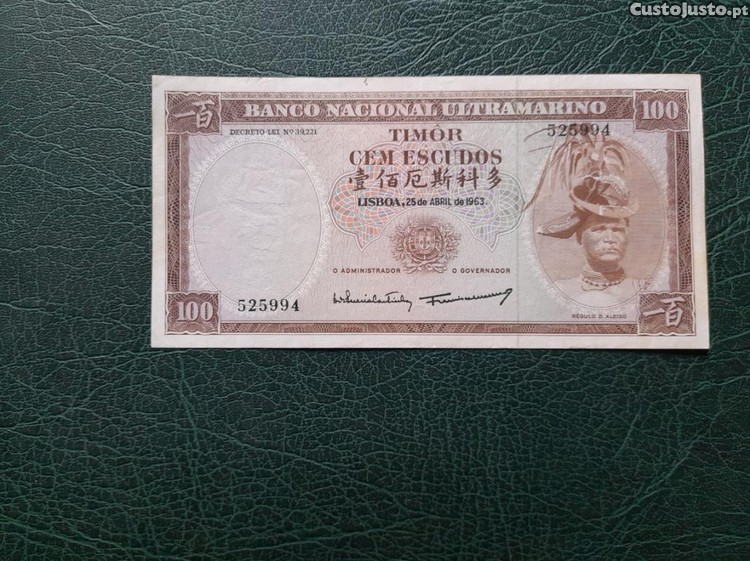 CustoJusto.pt
一百 BANCO NACIONAL ULTRAMARINO 100
DECRETO-LEI Nº 39.221 TIMOR 525994
CEM ESCUDOS
壹佰厄斯科多
LISBOA, 25 de ABRIL de 1963.
O ADMINISTRADOR O GOVERNADOR
100 525994 一百
RÉGULO D. ALEIXO